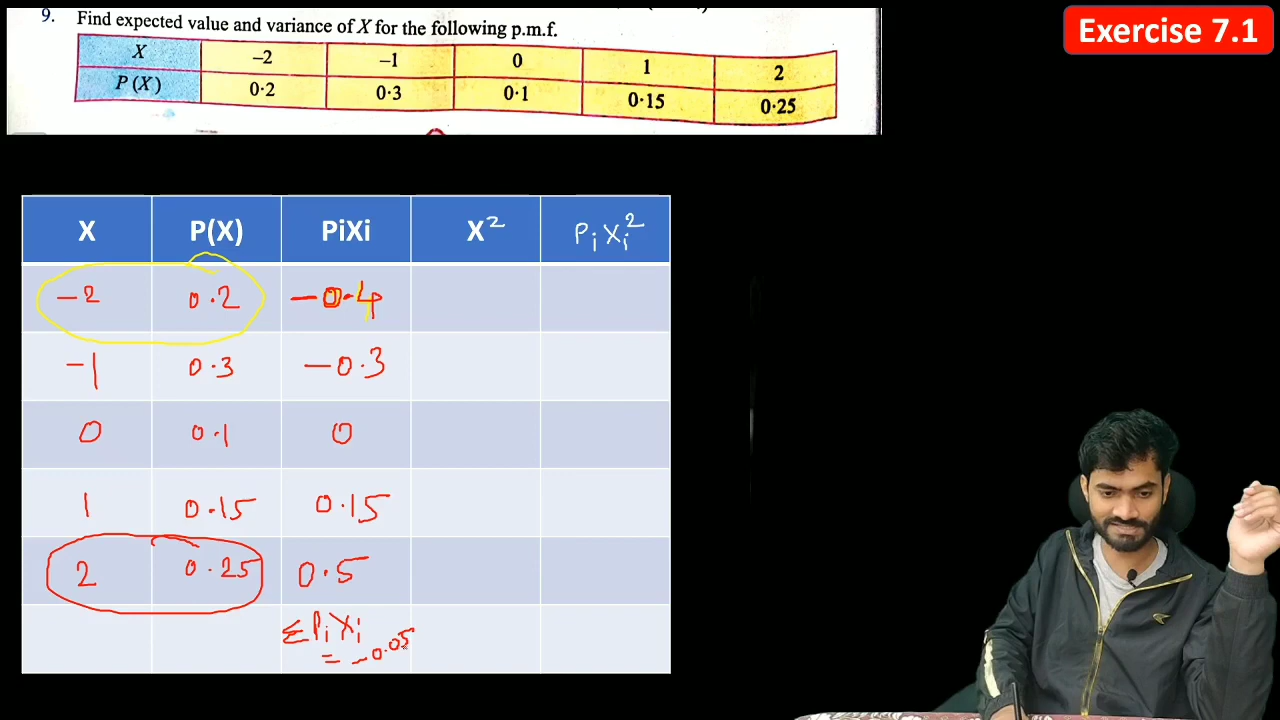 Exercise 7.1
9. Find expected value and variance of X for the following p.m.f.
X -2 -1 0 1 2
P (X) 0·2 0·3 0·1 0·15 0·25
X P(X) PiXi X² PᵢXᵢ²
-2 0.2 -0.4
-1 0.3 -0.3
0 0.1 0
1 0.15 0.15
2 0.25 0.5
ΣPᵢXᵢ
= -0.05